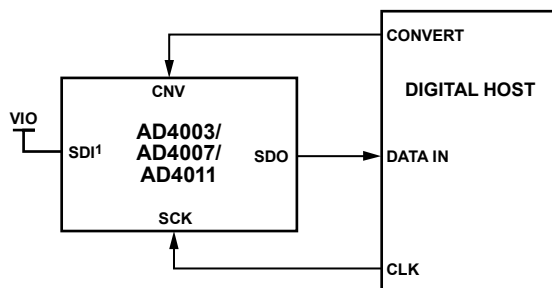 CONVERT
CNV
DIGITAL HOST
VIO
SDI¹
AD4003/
AD4007/
AD4011
SDO
DATA IN
SCK
CLK